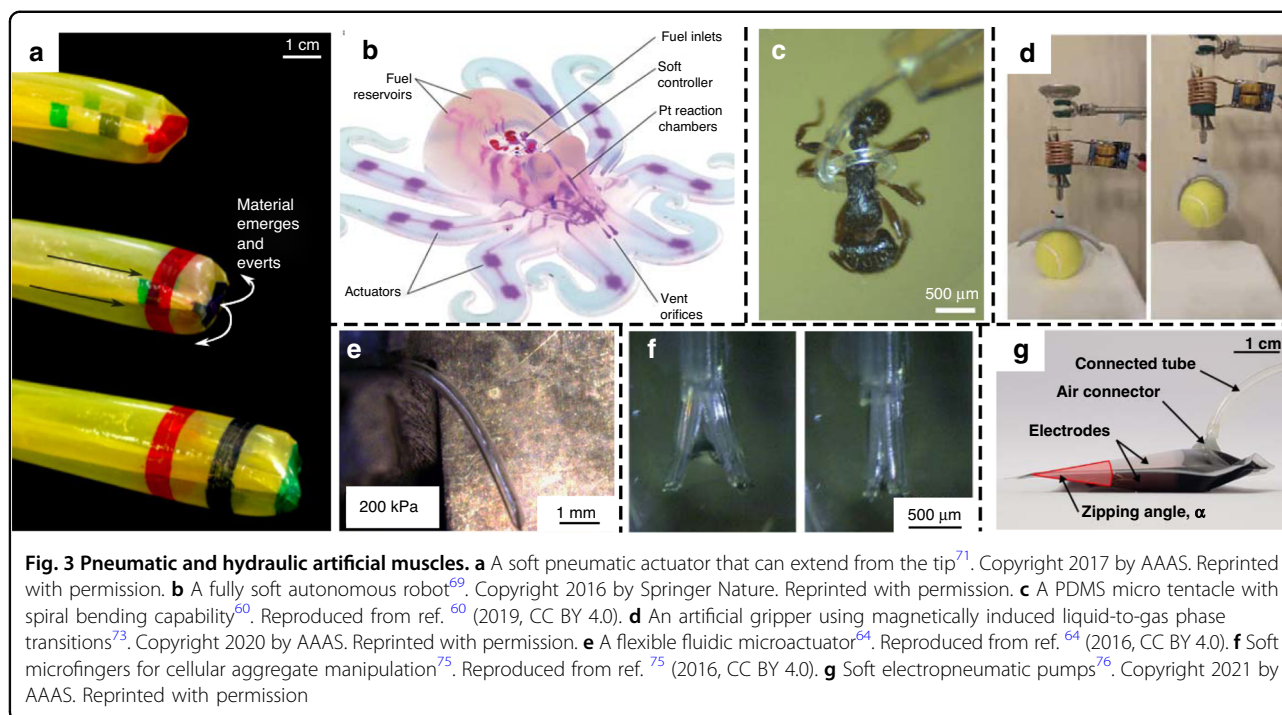 a
1 cm
Material
emerges
and
everts
b
Fuel inlets
Fuel
reservoirs
Soft
controller
Pt reaction
chambers
Actuators
Vent
orifices
c
500 μm
d
e
200 kPa
1 mm
f
500 μm
g
1 cm
Connected tube
Air connector
Electrodes
Zipping angle, α
Fig. 3 Pneumatic and hydraulic artificial muscles. a A soft pneumatic actuator that can extend from the tip71. Copyright 2017 by AAAS. Reprinted
with permission. b A fully soft autonomous robot69. Copyright 2016 by Springer Nature. Reprinted with permission. c A PDMS micro tentacle with
spiral bending capability60. Reproduced from ref. 60 (2019, CC BY 4.0). d An artificial gripper using magnetically induced liquid-to-gas phase
transitions73. Copyright 2020 by AAAS. Reprinted with permission. e A flexible fluidic microactuator64. Reproduced from ref. 64 (2016, CC BY 4.0). f Soft
microfingers for cellular aggregate manipulation75. Reproduced from ref. 75 (2016, CC BY 4.0). g Soft electropneumatic pumps76. Copyright 2021 by
AAAS. Reprinted with permission